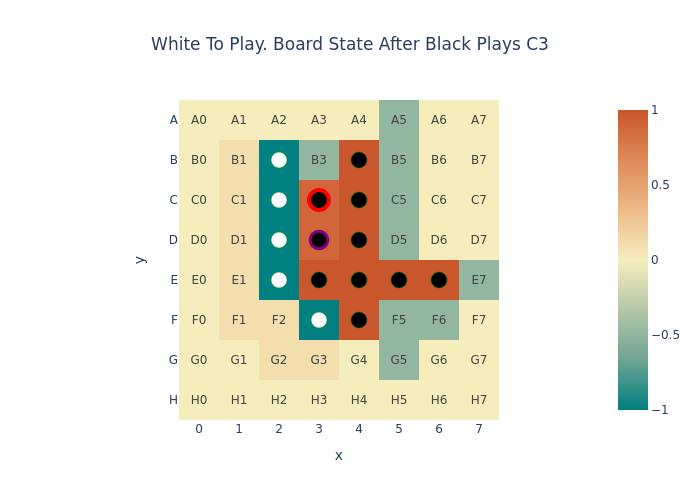 White To Play. Board State After Black Plays C3
A A0 A1 A2 A3 A4 A5 A6 A7
B B0 B1 B3 B5 B6 B7
C C0 C1 C5 C6 C7
D D0 D1 D5 D6 D7
E E0 E1 E7
F F0 F1 F2 F5 F6 F7
G G0 G1 G2 G3 G4 G5 G6 G7
H H0 H1 H2 H3 H4 H5 H6 H7
0 1 2 3 4 5 6 7
x
y
1
0.5
0
−0.5
−1